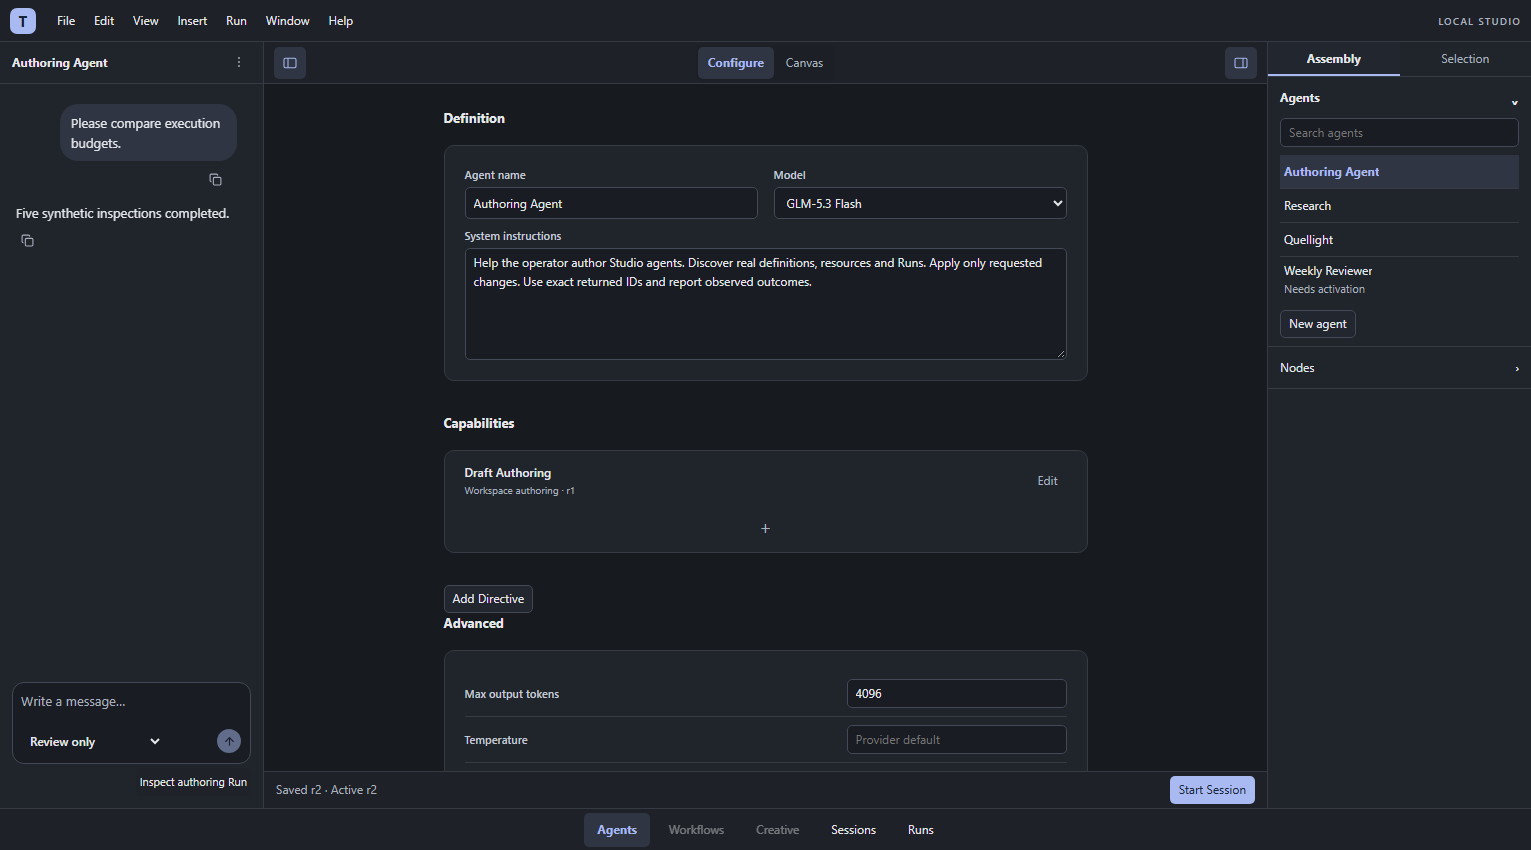 T
File
Edit
View
Insert
Run
Window
Help
LOCAL STUDIO
Authoring Agent
Please compare execution
budgets.
Five synthetic inspections completed.
Write a message...
Review only
Inspect authoring Run
Configure
Canvas
Definition
Agent name
Model
Authoring Agent
GLM-5.3 Flash
System instructions
Help the operator author Studio agents. Discover real definitions, resources and Runs. Apply only requested
changes. Use exact returned IDs and report observed outcomes.
Capabilities
Draft Authoring
Workspace authoring · r1
Edit
+
Add Directive
Advanced
Max output tokens
4096
Temperature
Provider default
Saved r2 · Active r2
Start Session
Assembly
Selection
Agents
Search agents
Authoring Agent
Research
Quellight
Weekly Reviewer
Needs activation
New agent
Nodes
Agents
Workflows
Creative
Sessions
Runs